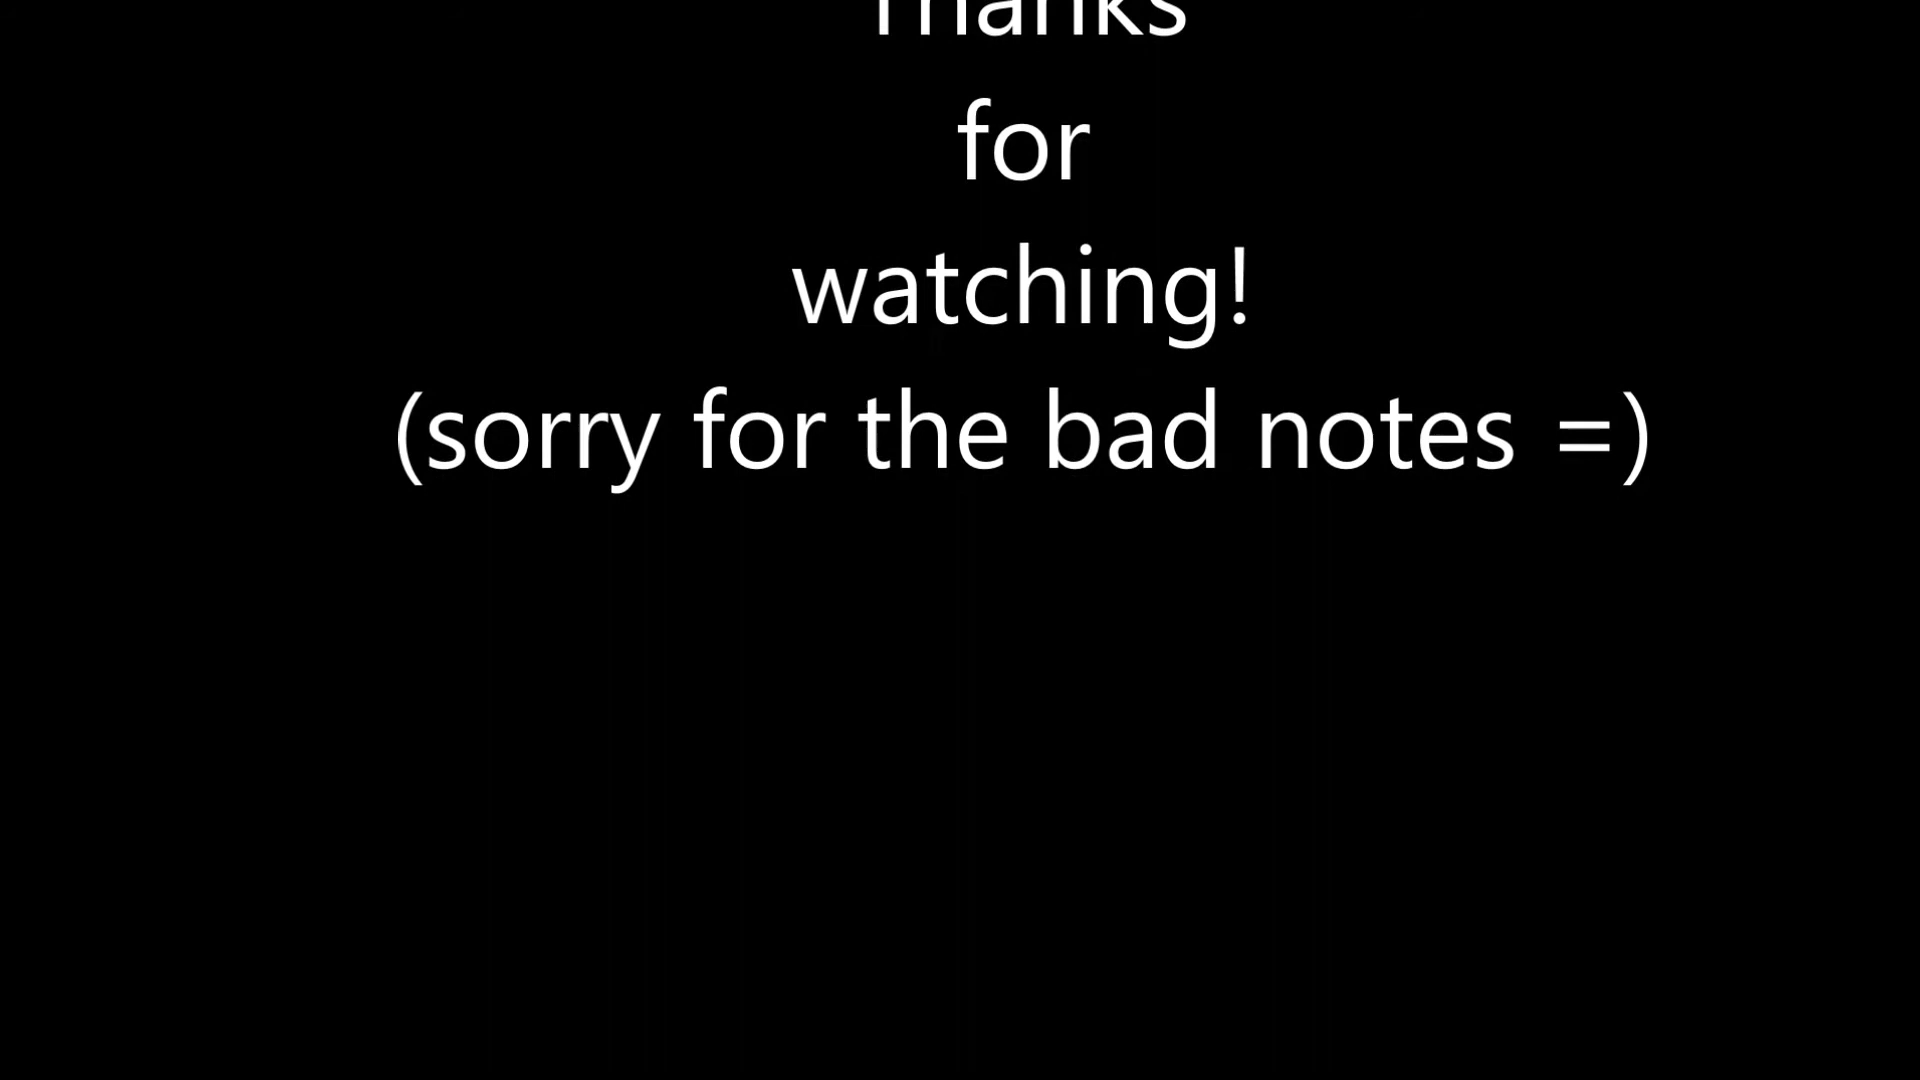 Thanks
for
watching!
(sorry for the bad notes =)